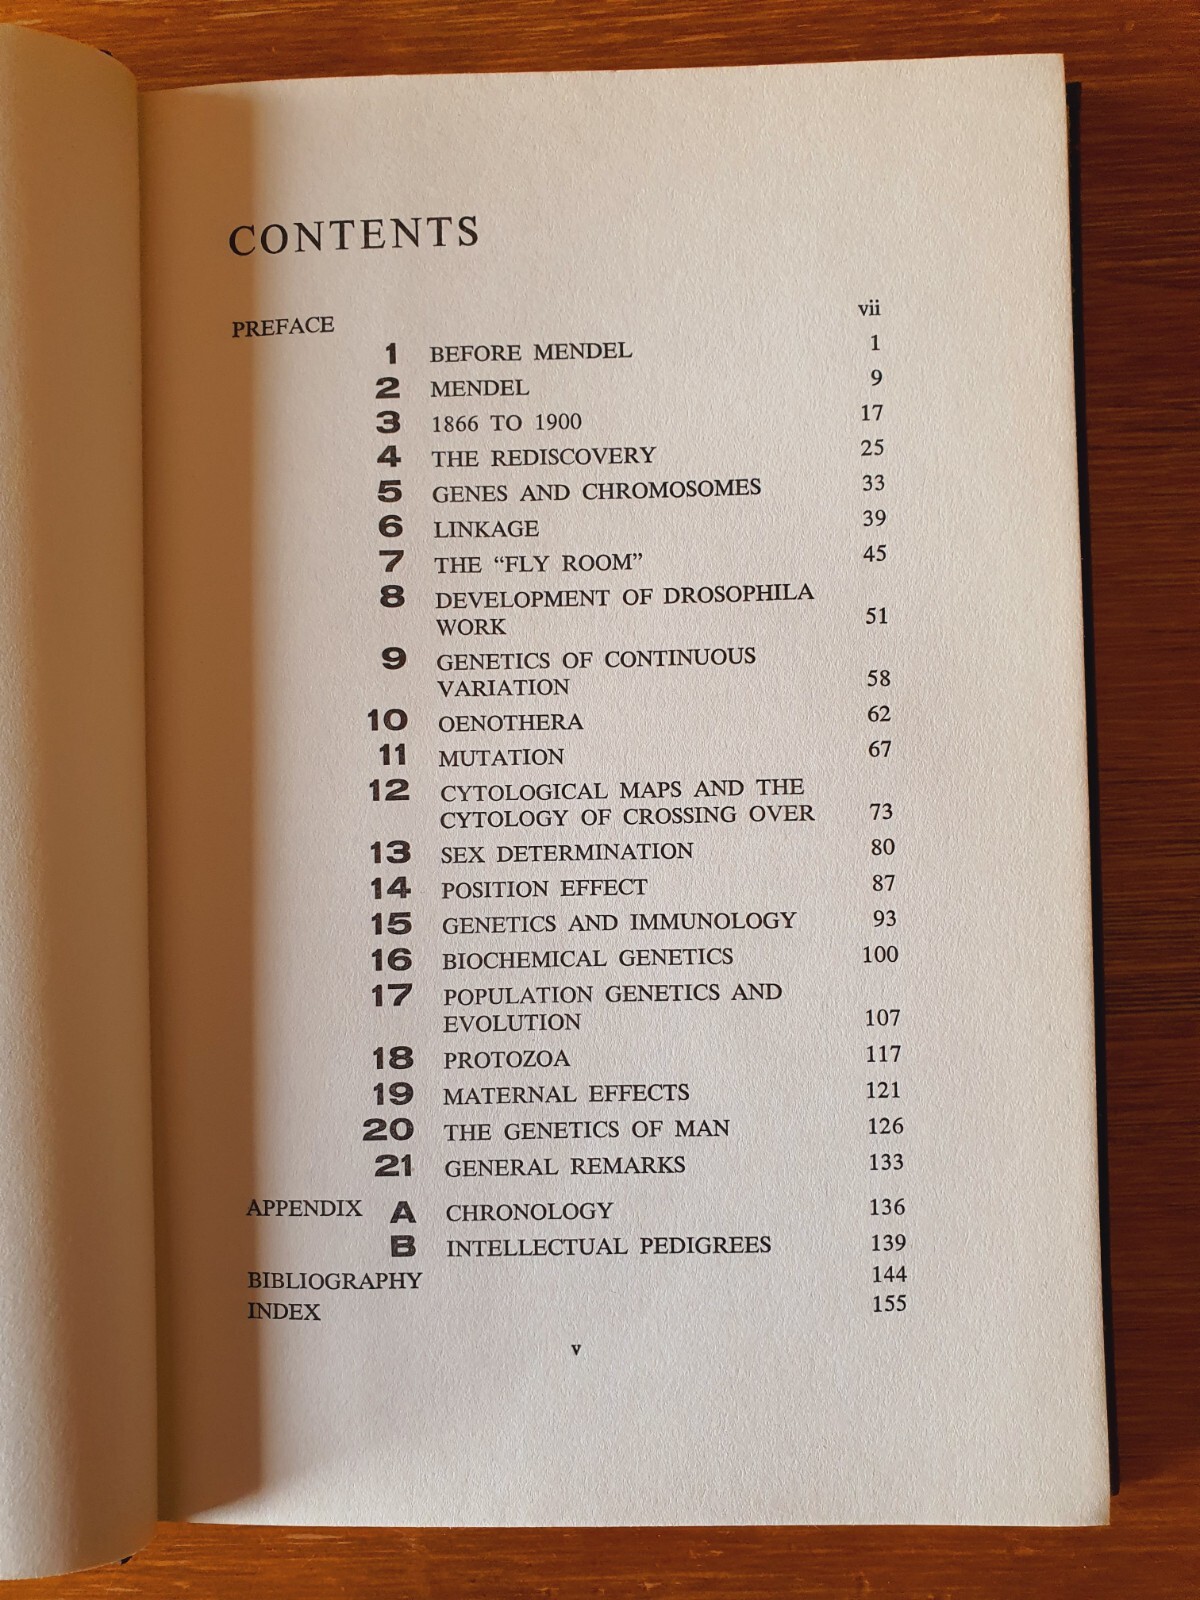 CONTENTS
PREFACE vii
1 BEFORE MENDEL 1
2 MENDEL 9
3 1866 TO 1900 17
4 THE REDISCOVERY 25
5 GENES AND CHROMOSOMES 33
6 LINKAGE 39
7 THE “FLY ROOM” 45
8 DEVELOPMENT OF DROSOPHILA
WORK 51
9 GENETICS OF CONTINUOUS
VARIATION 58
10 OENOTHERA 62
11 MUTATION 67
12 CYTOLOGICAL MAPS AND THE
CYTOLOGY OF CROSSING OVER 73
13 SEX DETERMINATION 80
14 POSITION EFFECT 87
15 GENETICS AND IMMUNOLOGY 93
16 BIOCHEMICAL GENETICS 100
17 POPULATION GENETICS AND
EVOLUTION 107
18 PROTOZOA 117
19 MATERNAL EFFECTS 121
20 THE GENETICS OF MAN 126
21 GENERAL REMARKS 133
APPENDIX A CHRONOLOGY 136
B INTELLECTUAL PEDIGREES 139
BIBLIOGRAPHY 144
INDEX 155
v